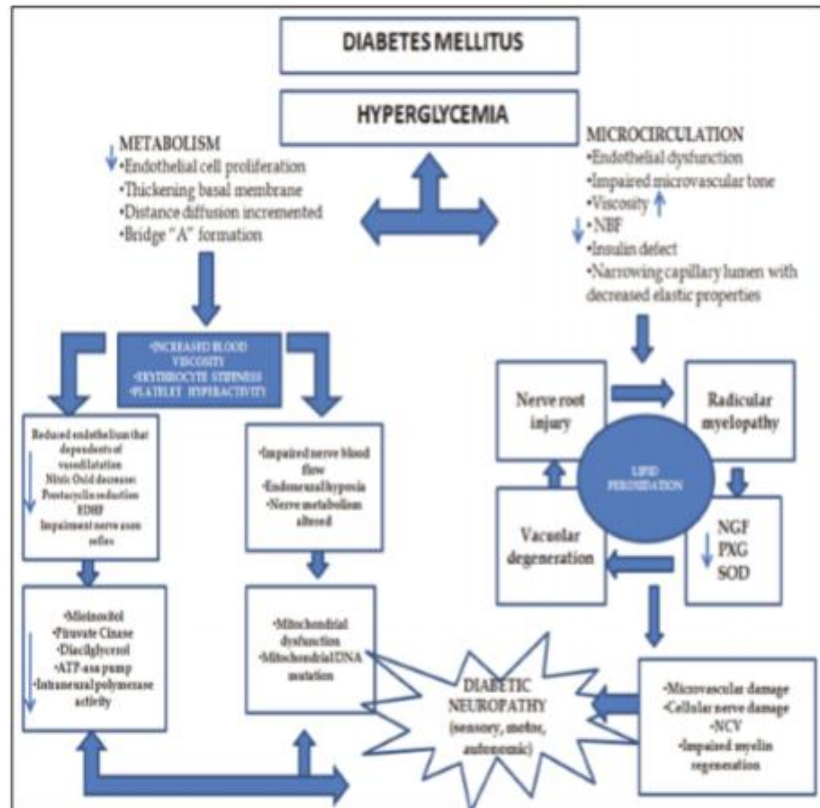 DIABETES MELLITUS
HYPERGLYCEMIA
METABOLISM
•Endothelial cell proliferation
•Thickening basal membrane
•Distance diffusion incremented
•Bridge “A” formation
MICROCIRCULATION
•Endothelial dysfunction
•Impaired microvascular tone
•Viscosity
• NBF
•Insulin defect
•Narrowing capillary lumen with
decreased elastic properties
•INCREASED BLOOD
VISCOSITY
•ERYTHROCYTE STIFFNESS
•PLATELET HYPERACTIVITY
Reduced endothelium that
dependents of
vasodilatation
Nitric Oxid decrease
Prostacyclin reduction
EDHF
Impairment nerve axon
reflex
•Impaired nerve blood
flow
•Endoneural hypoxia
•Nerve metabolism
altered
Nerve root
injury
Radicular
myelopathy
LIPID
PEROXIDATION
Vacuolar
degeneration
NGF
PXG
SOD
•Mioinositol
•Piruvate Cinase
•Diacilglycerol
•ATP-asa pump
•Intraneural polymerase
activity
•Mitochondrial
dysfunction
•Mitochondrial DNA
mutation
DIABETIC
NEUROPATHY
(sensory, motor,
autonomic)
•Microvascular damage
•Cellular nerve damage
•NCV
•Impaired myelin
regeneration